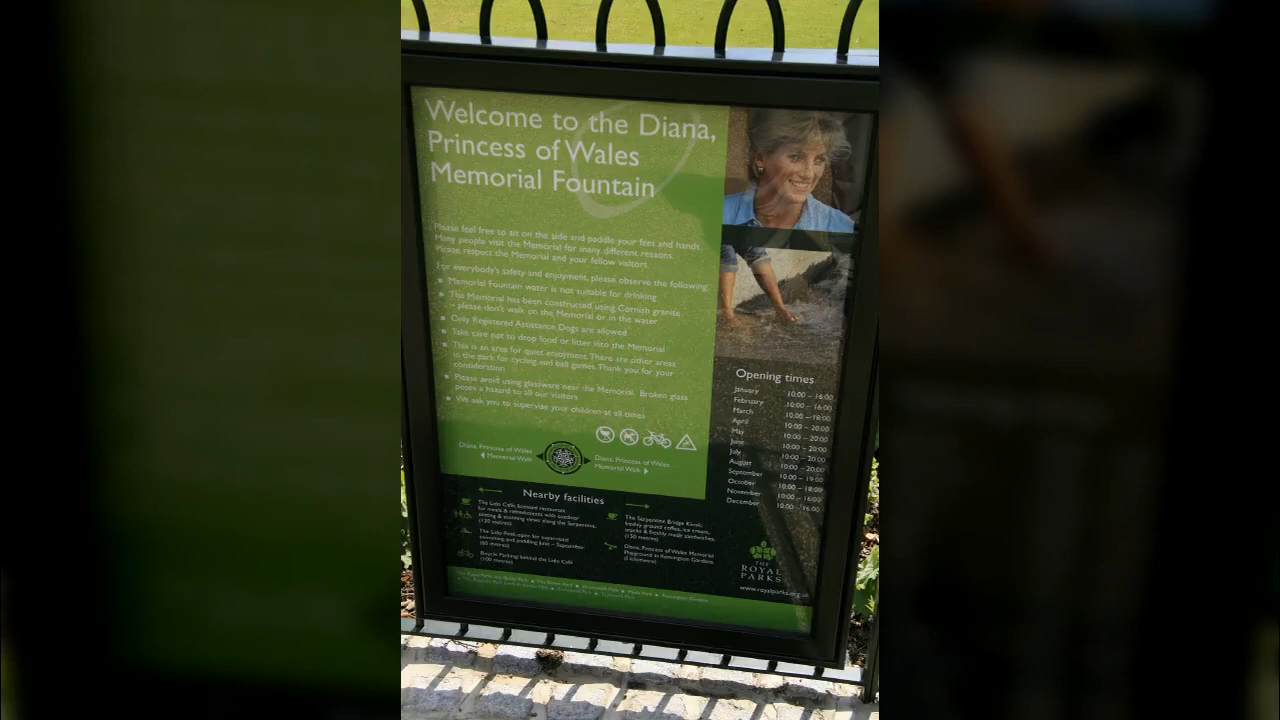 Welcome to the Diana,
Princess of Wales
Memorial Fountain
Please feel free to sit on the side and paddle your feet and hands.
Many people visit the Memorial for many different reasons.
Please respect the Memorial and your fellow visitors.
For everybody's safety and enjoyment, please observe the following:
Memorial Fountain water is not suitable for drinking
The Memorial has been constructed using Cornish granite
– please don't walk on the Memorial or in the water
Only Registered Assistance Dogs are allowed
Take care not to drop food or litter into the Memorial
This is an area for quiet enjoyment. There are other areas
in the park for cycling and ball games. Thank you for your
consideration
Please avoid using glassware near the Memorial. Broken glass
poses a hazard to all our visitors
We ask you to supervise your children at all times
Diana, Princess of Wales
Memorial Walk
Diana, Princess of Wales
Memorial Walk
Opening times
January 10:00 – 16:00
February 10:00 – 16:00
March 10:00 – 18:00
April 10:00 – 20:00
May 10:00 – 20:00
June 10:00 – 20:00
July 10:00 – 20:00
August 10:00 – 20:00
September 10:00 – 19:00
October 10:00 – 18:00
November 10:00 – 16:00
December 10:00 – 16:00
Nearby facilities
The Lido Café, licensed restaurant
for meals & refreshments with outdoor
seating & stunning views along the Serpentine.
(120 metres)
The Lido Pool, open for supervised
swimming and paddling June – September
Bicycle Parking behind the Lido Café
(100 metres)
The Serpentine Bridge Kiosk:
freshly ground coffee, ice cream,
snacks & freshly made sandwiches.
(150 metres)
Diana, Princess of Wales Memorial
Playground in Kensington Gardens
THE
ROYAL
PARKS
www.royalparks.org.uk